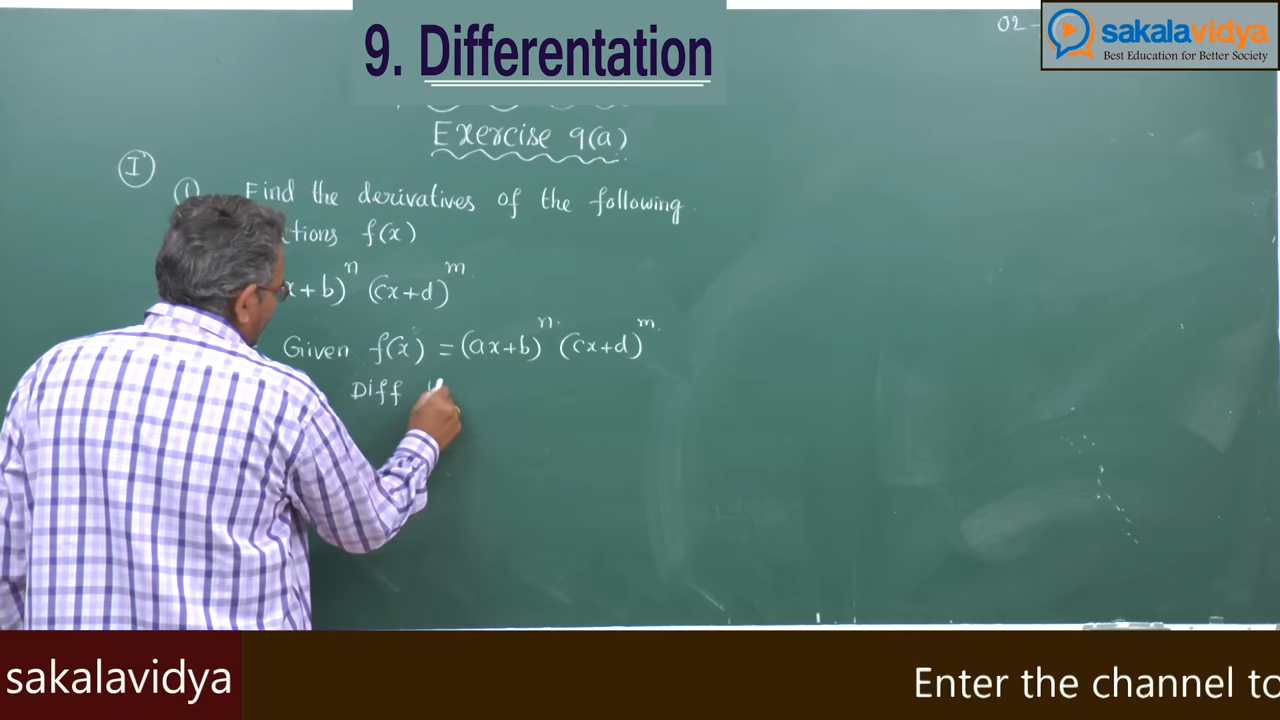 9. Differentation
02-
sakalavidya
Best Education for Better Society
Exercise 9(a)
I
(1) Find the derivatives of the following
ctions f(x)
x+b)^n (cx+d)^m.
Given f(x) = (ax+b)^n. (cx+d)^m.
Diff
sakalavidya
Enter the channel to